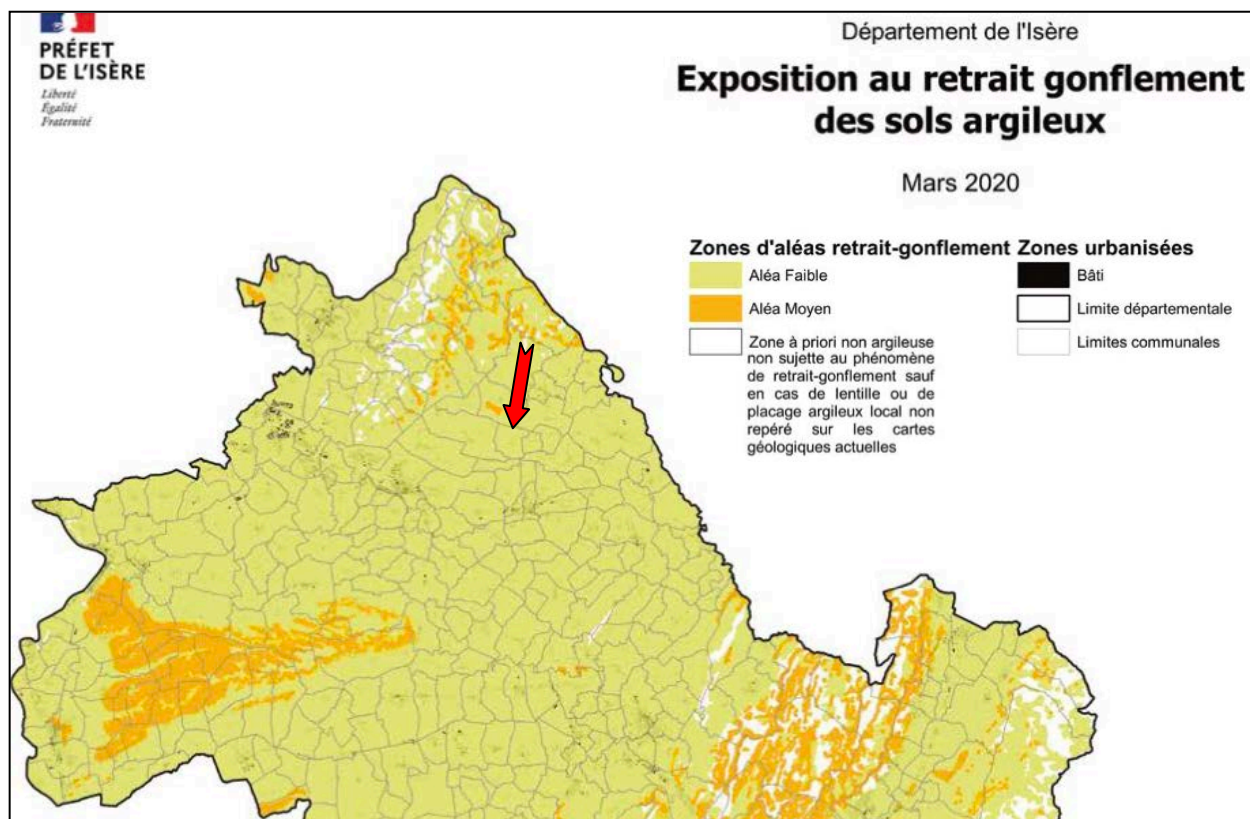 PRÉFET
DE L'ISÈRE
Liberté
Égalité
Fraternité
Département de l'Isère
Exposition au retrait gonflement
des sols argileux
Mars 2020
Zones d'aléas retrait-gonflement
Aléa Faible
Aléa Moyen
Zone à priori non argileuse
non sujette au phénomène
de retrait-gonflement sauf
en cas de lentille ou de
placage argileux local non
repéré sur les cartes
géologiques actuelles
Zones urbanisées
Bâti
Limite départementale
Limites communales